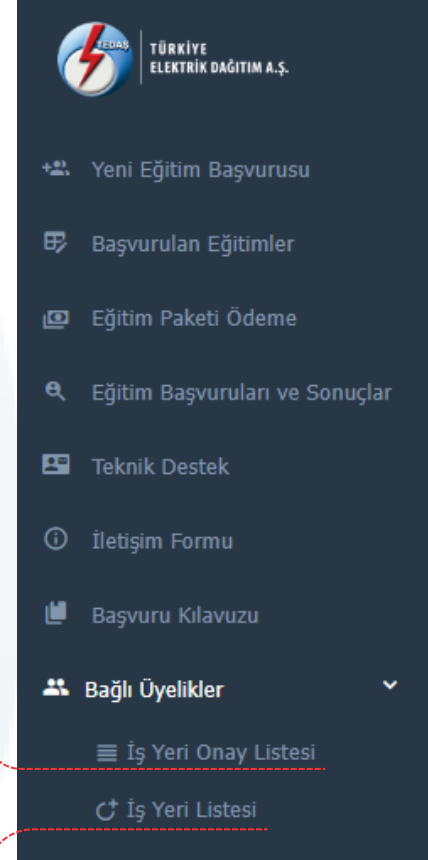 TEDAŞ
TÜRKİYE
ELEKTRİK DAĞITIM A.Ş.
Yeni Eğitim Başvurusu
Başvurulan Eğitimler
Eğitim Paketi Ödeme
Eğitim Başvuruları ve Sonuçlar
Teknik Destek
İletişim Formu
Başvuru Kılavuzu
Bağlı Üyelikler
İş Yeri Onay Listesi
İş Yeri Listesi